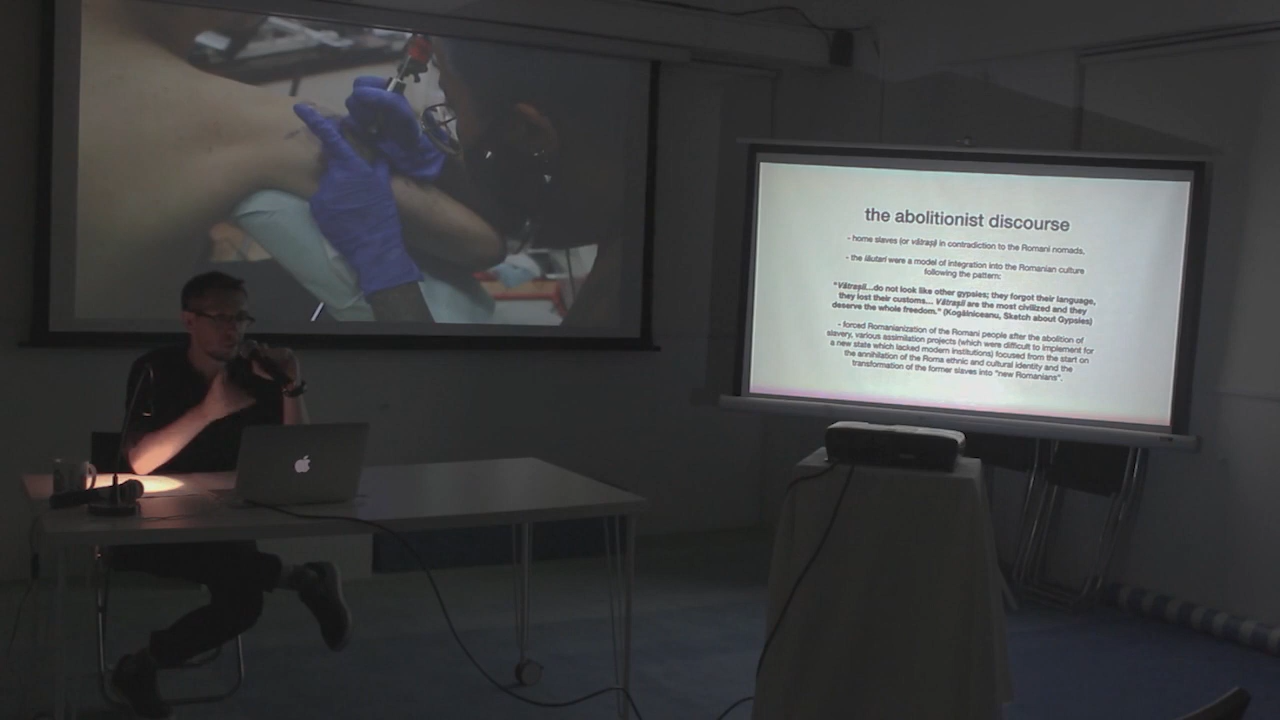 the abolitionist discourse
- home slaves (or vătraşii in contradiction to the Romani nomads.
- the lăutari were a model of integration into the Romanian culture
following the pattern:
"Vătraşii...do not look like other gypsies; they forgot their language,
they lost their customs... Vătraşii are the most civilized and they
deserve the whole freedom." (Kogălniceanu, Sketch about Gypsies)
- forced Romanianization of the Romani people after the abolition of
slavery, various assimilation projects (which were difficult to implement for
a new state which lacked modern institutions) focused from the start on
the annihilation of the Roma ethnic and cultural identity and the
transformation of the former slaves into "new Romanians".